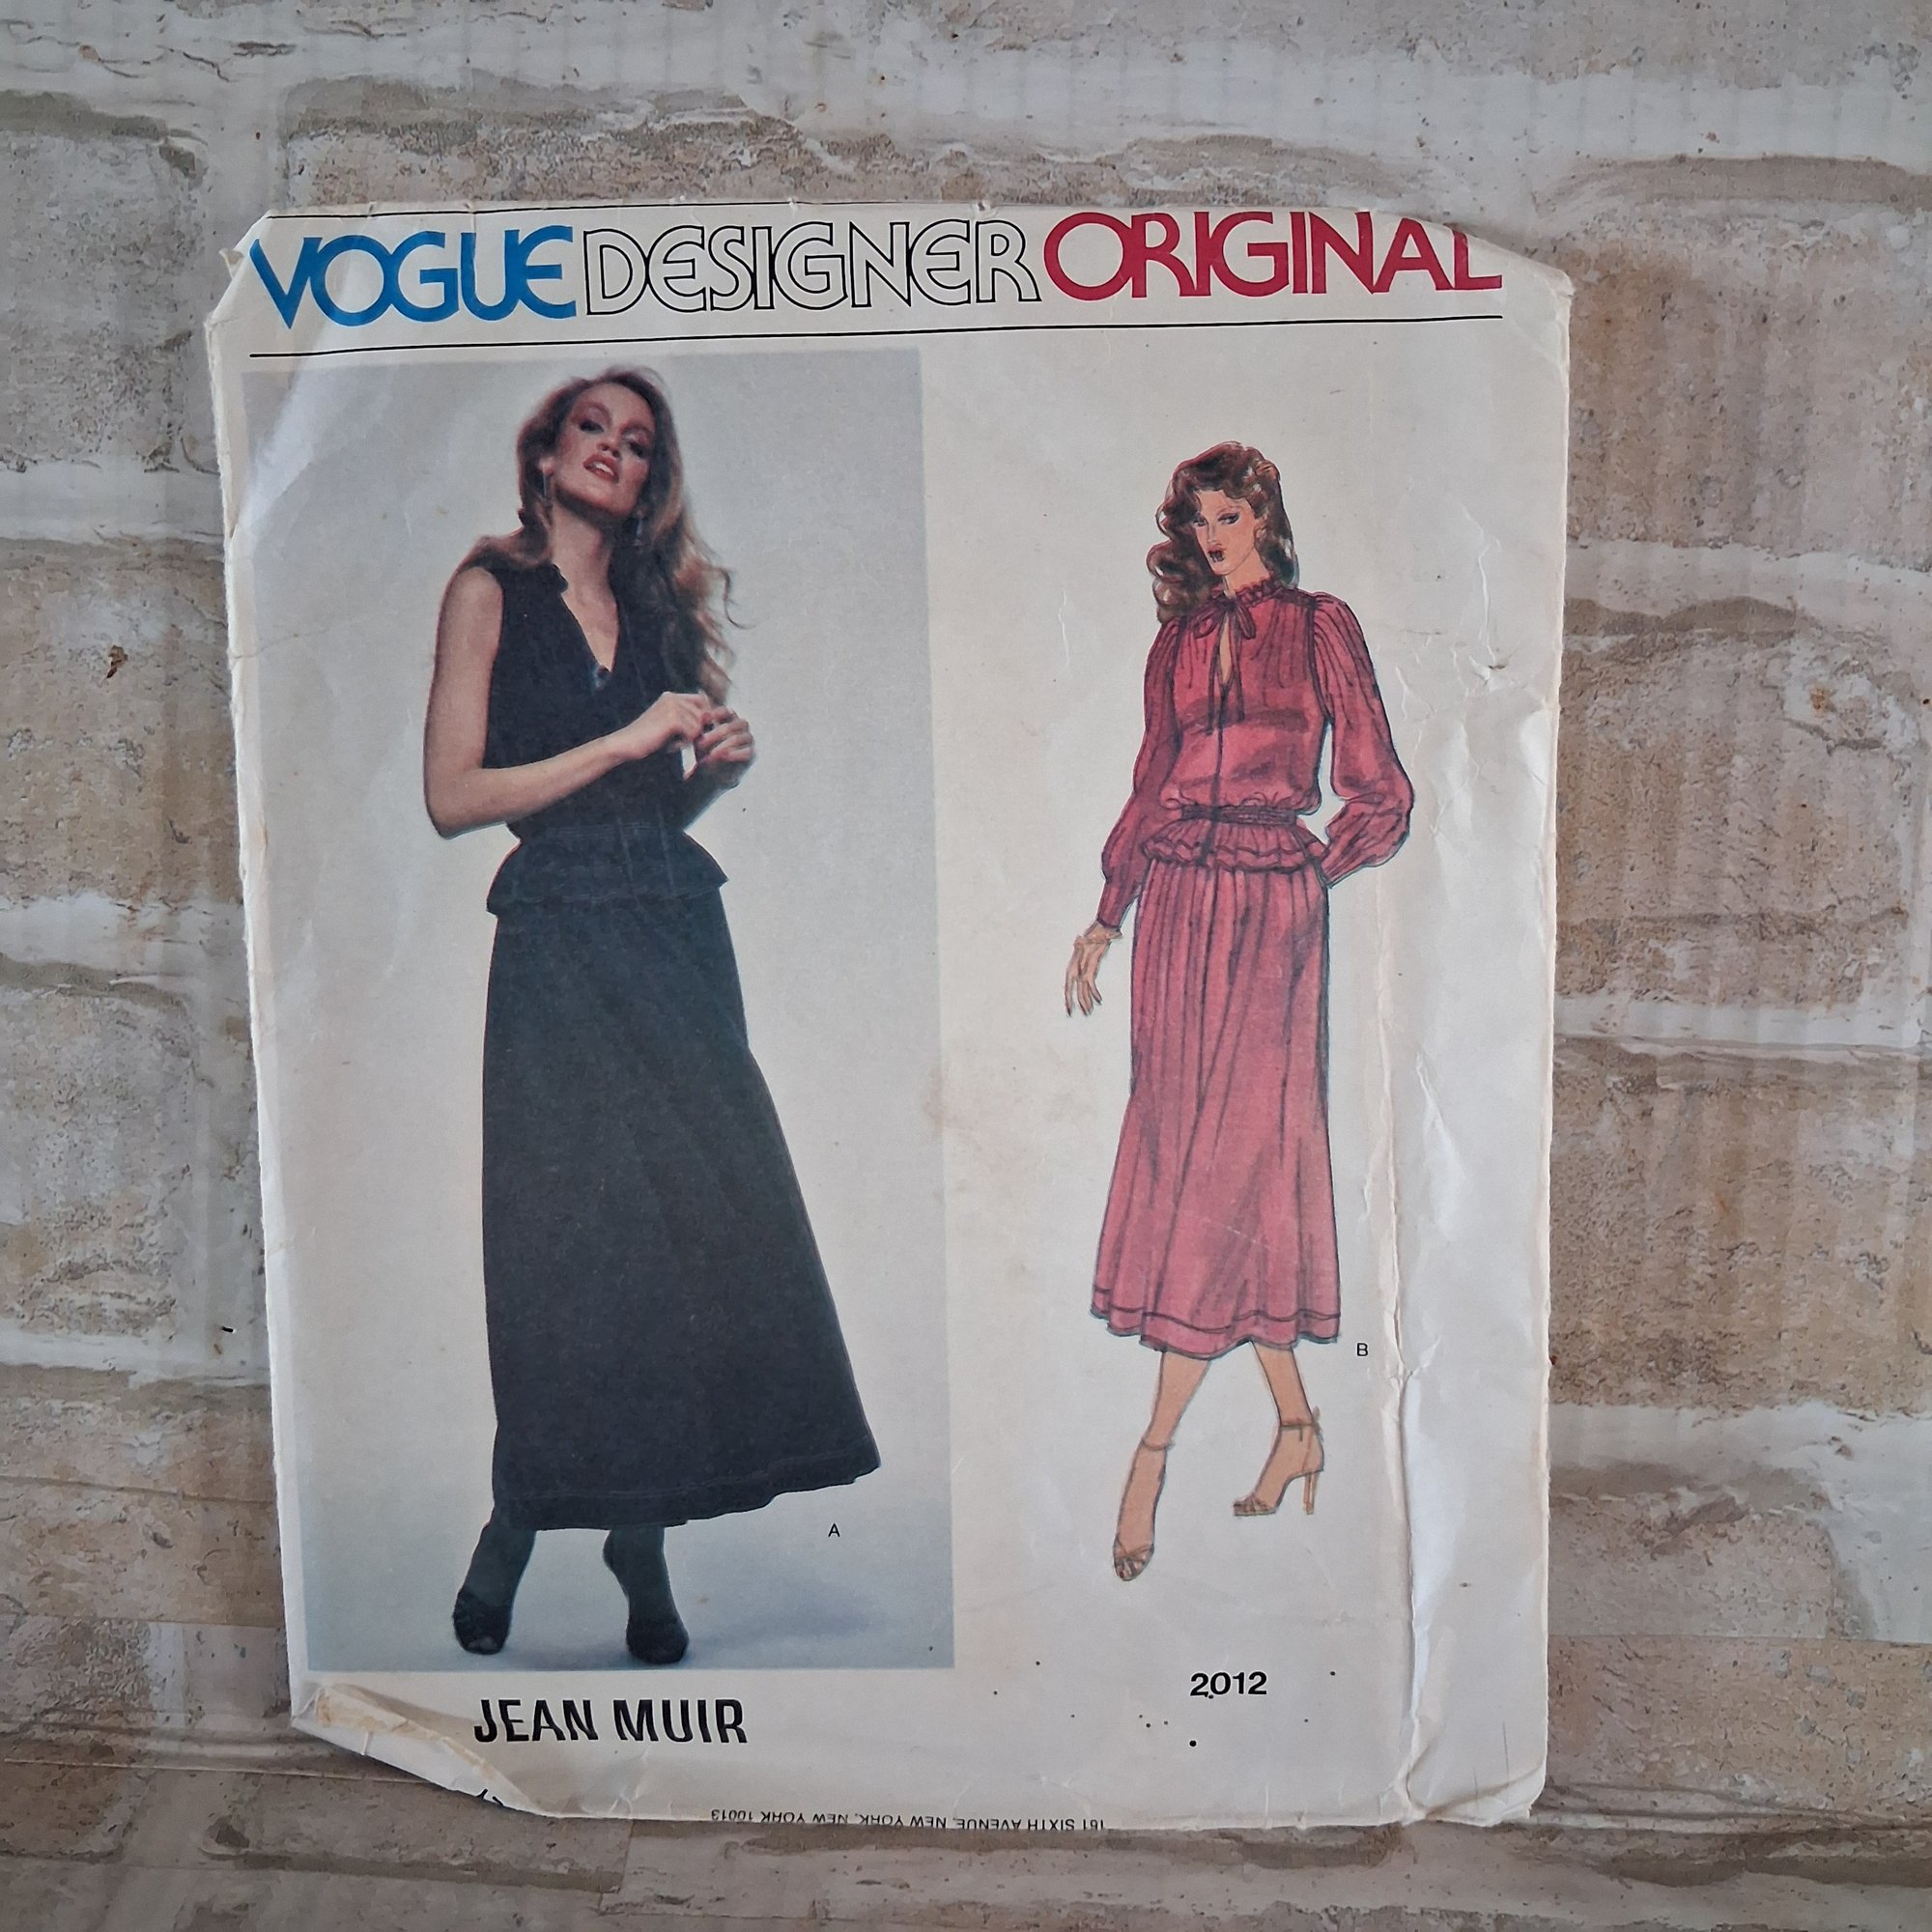 VOGUE DESIGNER ORIGINAL
A
B
JEAN MUIR
2012
161 SIXTH AVENUE, NEW YORK, NEW YORK 10013